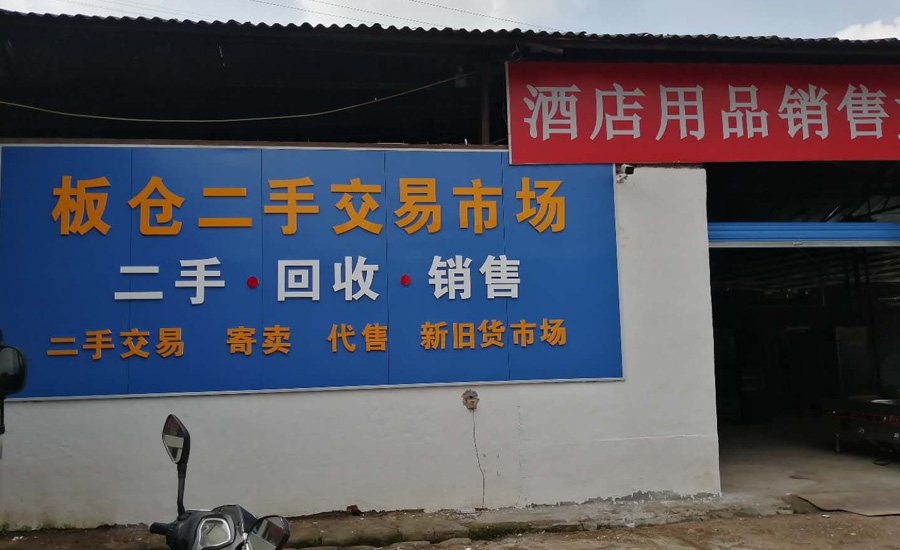 酒店用品销售
板仓二手交易市场
二手·回收·销售
二手交易 寄卖 代售 新旧货市场